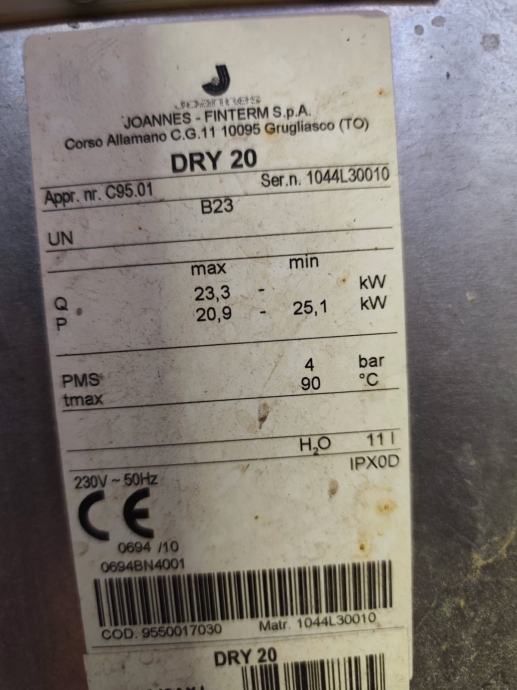 J
Joannes
JOANNES - FINTERM S.p.A.
Corso Allamano C.G.11 10095 Grugliasco (TO)
DRY 20
Appr. nr. C95.01 Ser.n. 1044L30010
B23
UN
max min
Q 23,3 - kW
P 20,9 - 25,1 kW
PMS 4 bar
tmax 90 °C
H₂O 11 l
IPX0D
230V ~ 50Hz
CE
0694 /10
0694BN4001
COD. 9550017030 Matr. 1044L30010
DRY 20